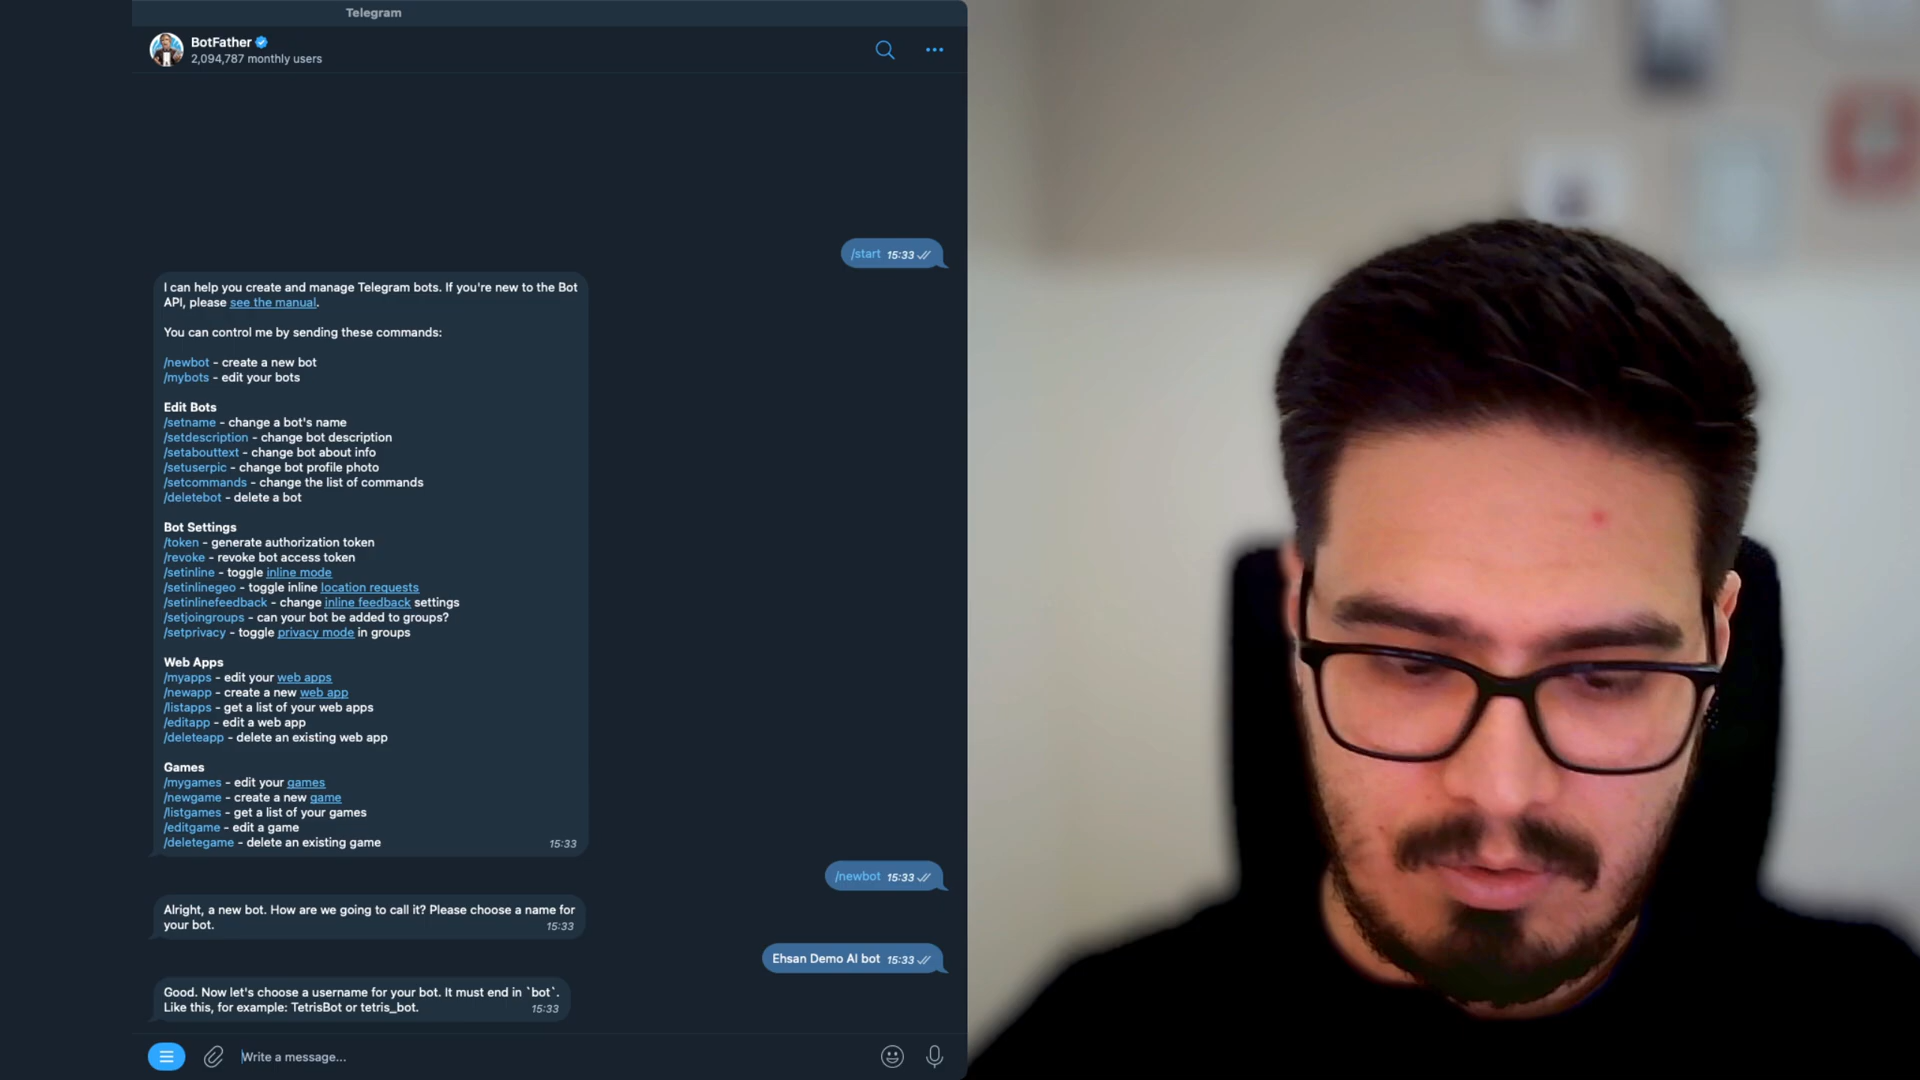 Telegram
BotFather
2,094,787 monthly users
/start 15:33
I can help you create and manage Telegram bots. If you're new to the Bot
API, please see the manual.
You can control me by sending these commands:
/newbot - create a new bot
/mybots - edit your bots
Edit Bots
/setname - change a bot's name
/setdescription - change bot description
/setabouttext - change bot about info
/setuserpic - change bot profile photo
/setcommands - change the list of commands
/deletebot - delete a bot
Bot Settings
/token - generate authorization token
/revoke - revoke bot access token
/setinline - toggle inline mode
/setinlinegeo - toggle inline location requests
/setinlinefeedback - change inline feedback settings
/setjoingroups - can your bot be added to groups?
/setprivacy - toggle privacy mode in groups
Web Apps
/myapps - edit your web apps
/newapp - create a new web app
/listapps - get a list of your web apps
/editapp - edit a web app
/deleteapp - delete an existing web app
Games
/mygames - edit your games
/newgame - create a new game
/listgames - get a list of your games
/editgame - edit a game
/deletegame - delete an existing game 15:33
/newbot 15:33
Alright, a new bot. How are we going to call it? Please choose a name for
your bot. 15:33
Ehsan Demo AI bot 15:33
Good. Now let's choose a username for your bot. It must end in `bot`.
Like this, for example: TetrisBot or tetris_bot. 15:33
Write a message...